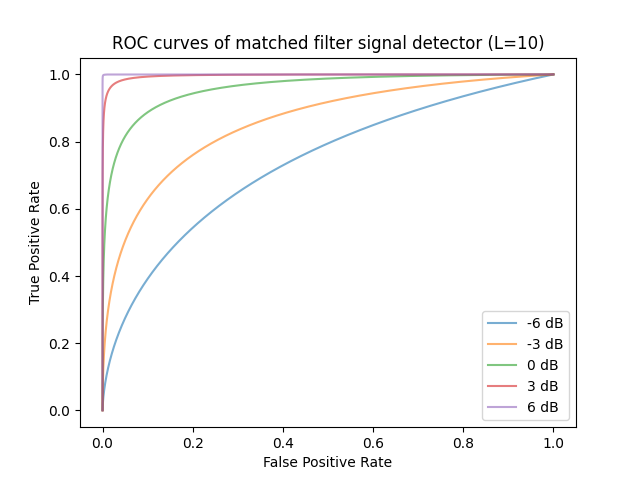 ROC curves of matched filter signal detector (L=10)
1.0
0.8
0.6
0.4
0.2
0.0
True Positive Rate
0.0 0.2 0.4 0.6 0.8 1.0
False Positive Rate
-6 dB
-3 dB
0 dB
3 dB
6 dB